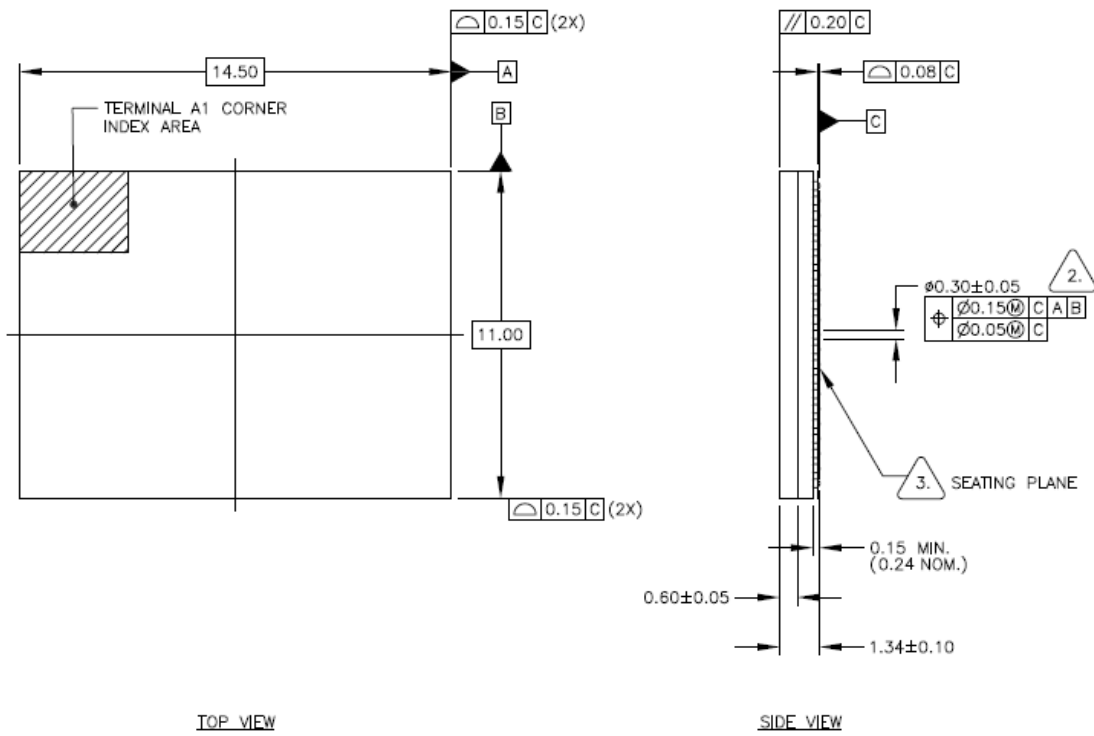 ⌓ 0.15 C (2X)
14.50
A
TERMINAL A1 CORNER
INDEX AREA
B
11.00
⌓ 0.15 C (2X)
TOP VIEW
// 0.20 C
⌓ 0.08 C
C
ø0.30±0.05
2.
⌖ Ø0.15Ⓜ C A B
Ø0.05Ⓜ C
3.
SEATING PLANE
0.15 MIN.
(0.24 NOM.)
0.60±0.05
1.34±0.10
SIDE VIEW